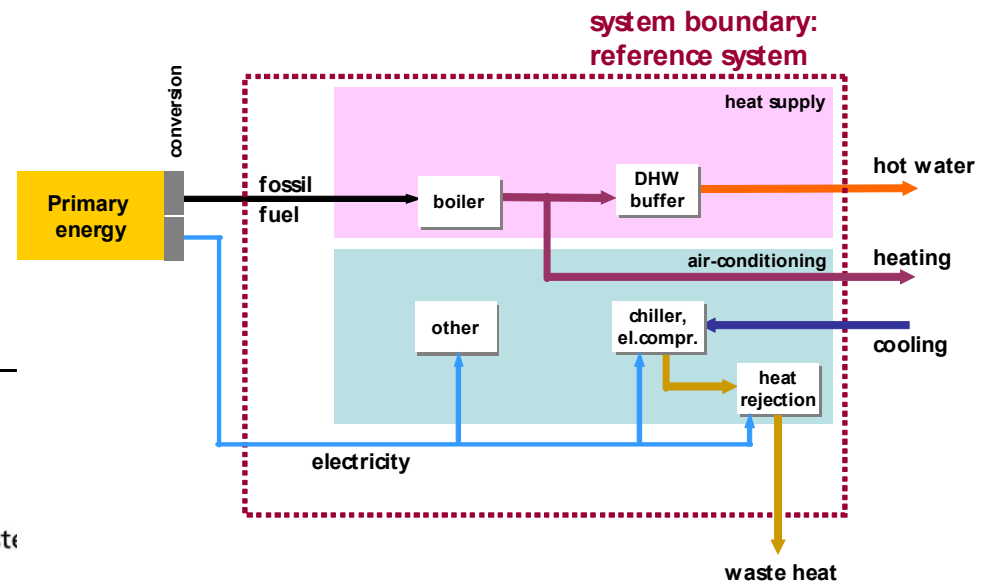 system boundary:
reference system
conversion
heat supply
Primary
energy
fossil
fuel
boiler
DHW
buffer
hot water
air-conditioning
heating
other
chiller,
el.compr.
cooling
heat
rejection
electricity
waste heat